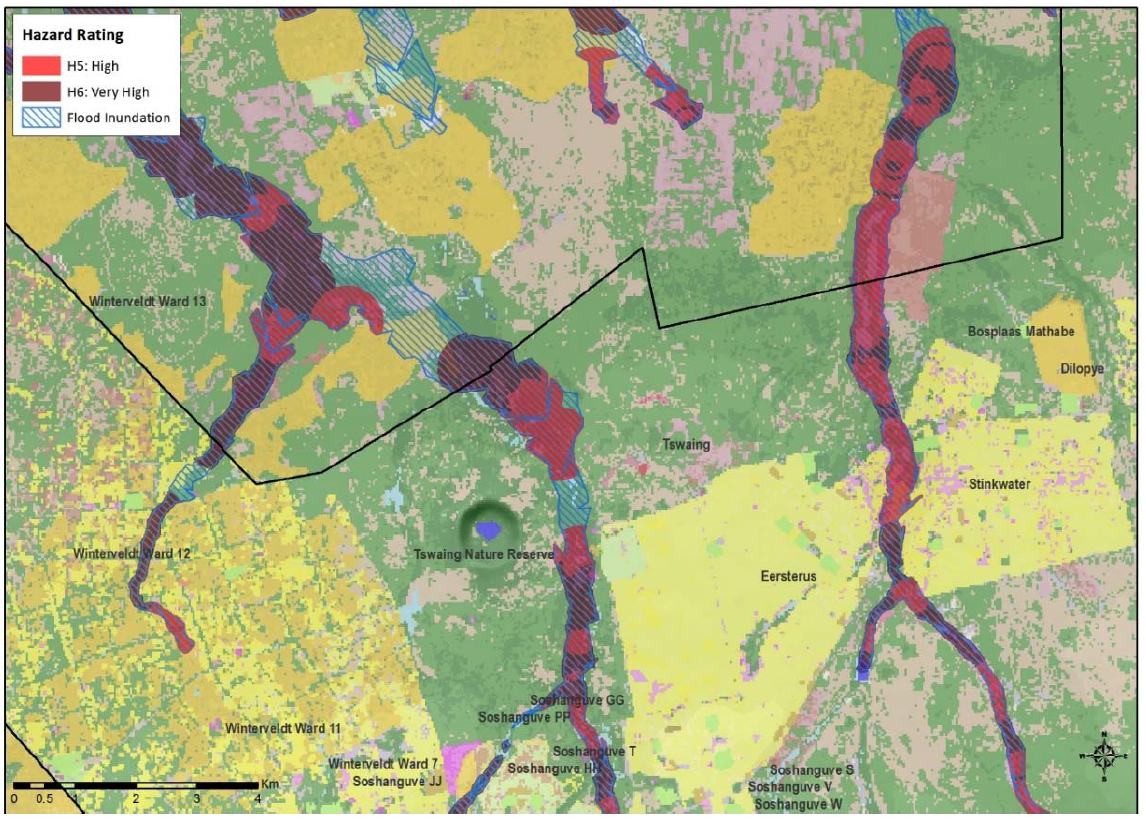 Hazard Rating
H5: High
H6: Very High
Flood Inundation
Winterveldt Ward 13
Bosplaas Mathabe
Dilopye
Tswaing
Stinkwater
Winterveldt Ward 12
Tswaing Nature Reserve
Eersterus
Soshanguve GG
Soshanguve PP
Winterveldt Ward 11
Soshanguve T
Winterveldt Ward 7
Soshanguve HH
Soshanguve S
Soshanguve JJ
Soshanguve V
Soshanguve W
Km
0 0.5 1 2 3 4
N
W E
S